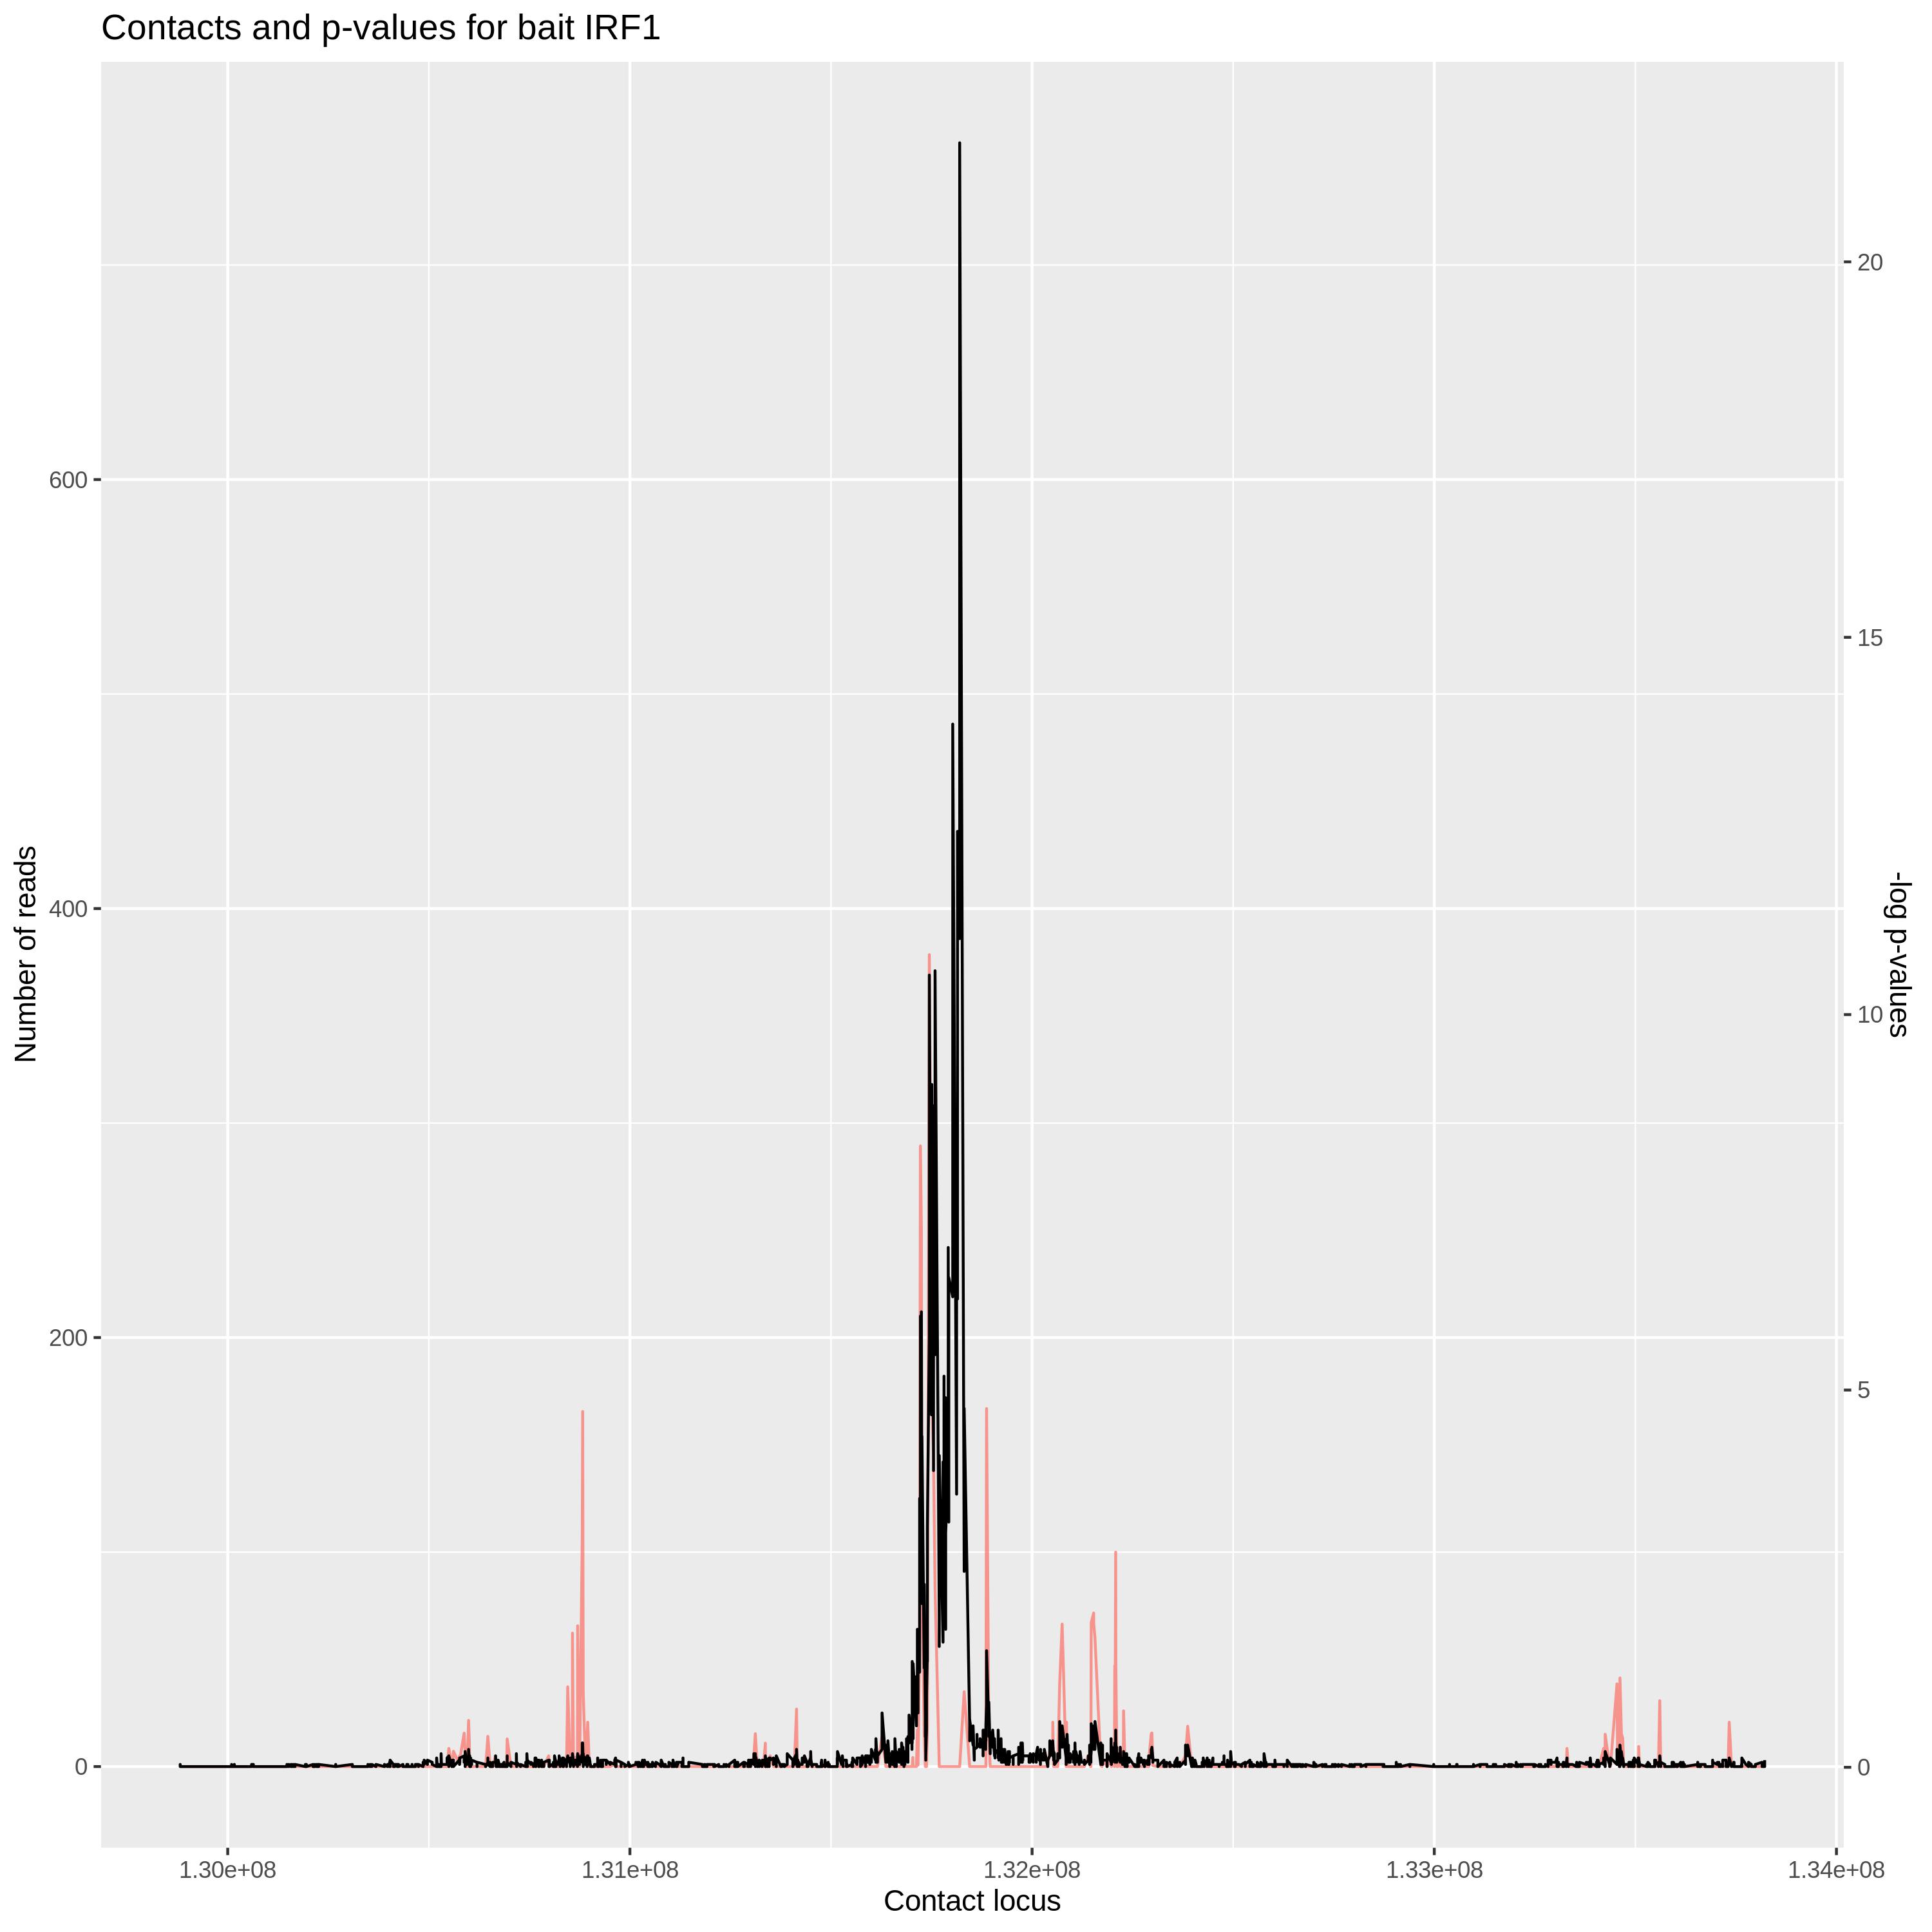 Contacts and p-values for bait IRF1
Number of reads
600
400
200
0
20
15
10
5
0
-log p-values
1.30e+08
1.31e+08
1.32e+08
1.33e+08
1.34e+08
Contact locus